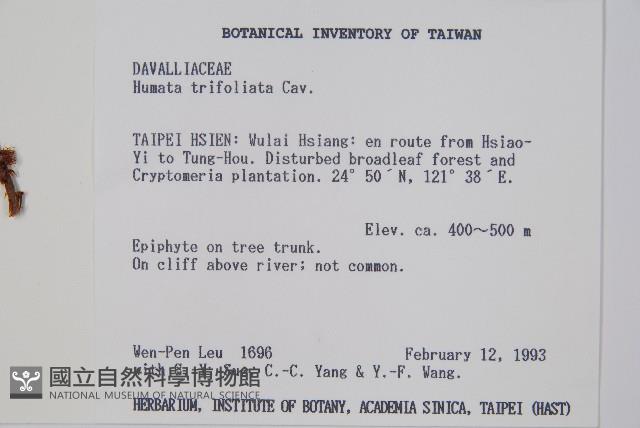 BOTANICAL INVENTORY OF TAIWAN
DAVALLIACEAE
Humata trifoliata Cav.
TAIPEI HSIEN: Wulai Hsiang: en route from Hsiao-
Yi to Tung-Hou. Disturbed broadleaf forest and
Cryptomeria plantation. 24° 50´N, 121° 38´E.
Elev. ca. 400～500 m
Epiphyte on tree trunk.
On cliff above river; not common.
Wen-Pen Leu 1696 February 12, 1993
with C.-C. Yang & Y.-F. Wang.
國立自然科學博物館
NATIONAL MUSEUM OF NATURAL SCIENCE
HERBARIUM, INSTITUTE OF BOTANY, ACADEMIA SINICA, TAIPEI (HAST)